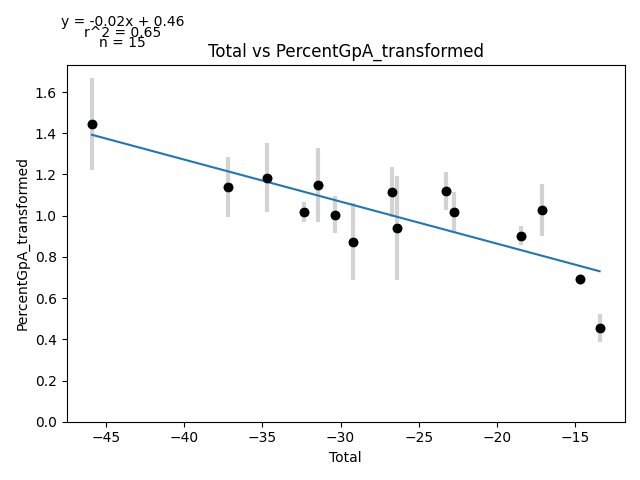 y = -0.02x + 0.46
r^2 = 0.65
n = 15
Total vs PercentGpA_transformed
PercentGpA_transformed
1.6
1.4
1.2
1.0
0.8
0.6
0.4
0.2
0.0
−45 −40 −35 −30 −25 −20 −15
Total